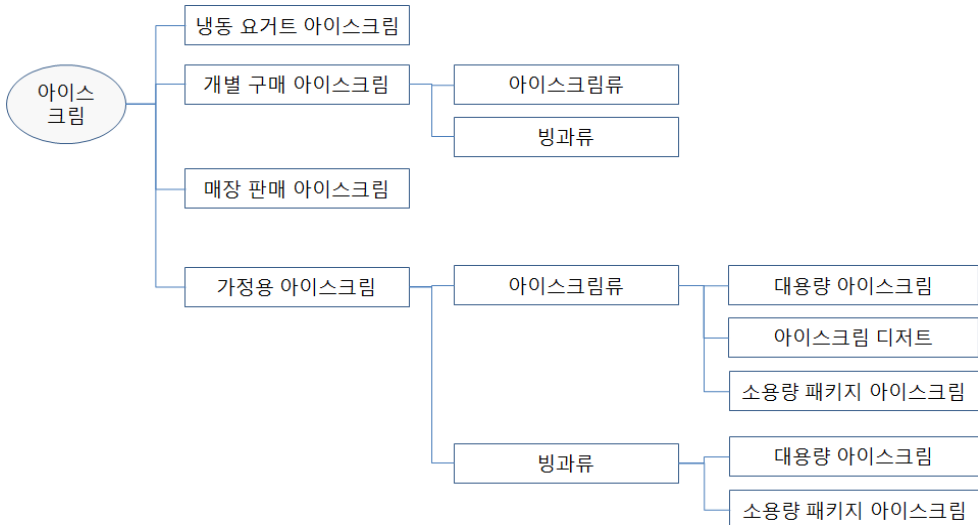 아이스
크림
냉동 요거트 아이스크림
개별 구매 아이스크림
아이스크림류
빙과류
매장 판매 아이스크림
가정용 아이스크림
아이스크림류
대용량 아이스크림
아이스크림 디저트
소용량 패키지 아이스크림
빙과류
대용량 아이스크림
소용량 패키지 아이스크림